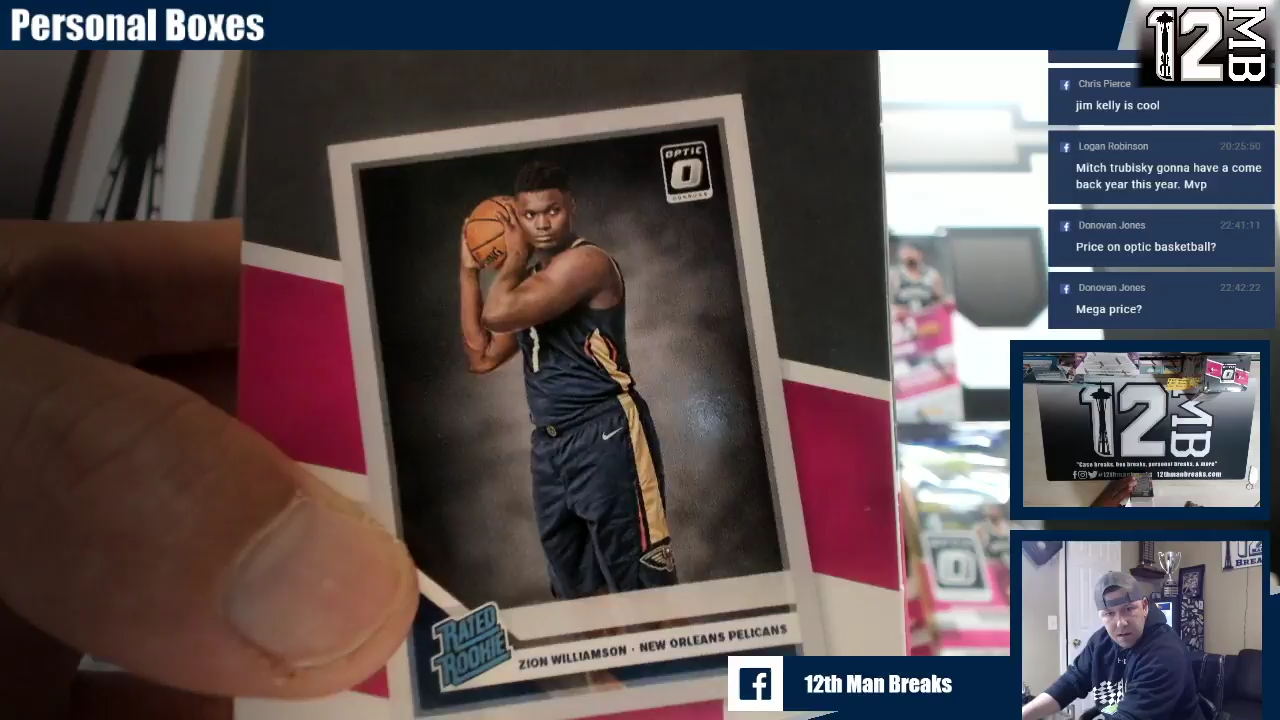 Personal Boxes
12
MB
Chris Pierce
jim kelly is cool
Logan Robinson 20:25:50
Mitch trubisky gonna have a come
back year this year. Mvp
Donovan Jones 22:41:11
Price on optic basketball?
Donovan Jones 22:42:22
Mega price?
OPTIC
O
DONRUSS
RATED
ROOKIE
ZION WILLIAMSON · NEW ORLEANS PELICANS
12
MB
"Case breaks, box breaks, personal breaks, & more"
12thmanbreaks.com
12th Man Breaks